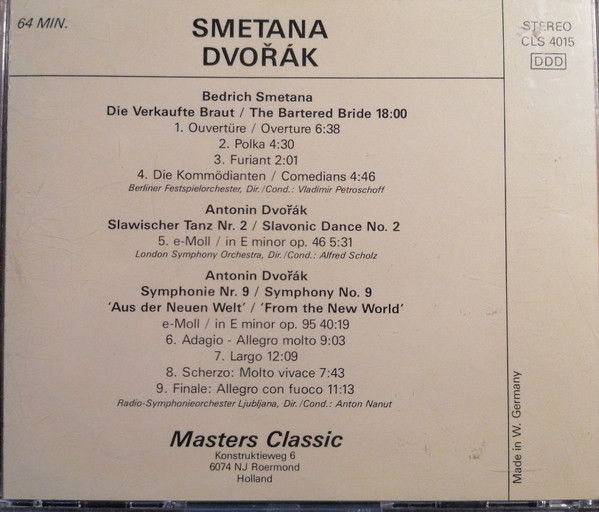 64 MIN.
SMETANA
DVOŘÁK
STEREO
CLS 4015
DDD
Bedrich Smetana
Die Verkaufte Braut / The Bartered Bride 18:00
1. Ouvertüre / Overture 6:38
2. Polka 4:30
3. Furiant 2:01
4. Die Kommödianten / Comedians 4:46
Berliner Festspielorchester, Dir./Cond.: Vladimir Petroschoff
Antonin Dvořák
Slawischer Tanz Nr. 2 / Slavonic Dance No. 2
5. e-Moll / in E minor op. 46 5:31
London Symphony Orchestra, Dir./Cond.: Alfred Scholz
Antonin Dvořák
Symphonie Nr. 9 / Symphony No. 9
'Aus der Neuen Welt' / 'From the New World'
e-Moll / in E minor op. 95 40:19
6. Adagio - Allegro molto 9:03
7. Largo 12:09
8. Scherzo: Molto vivace 7:43
9. Finale: Allegro con fuoco 11:13
Radio-Symphonieorchester Ljubljana, Dir./Cond.: Anton Nanut
Masters Classic
Konstruktieweg 6
6074 NJ Roermond
Holland
Made in W. Germany